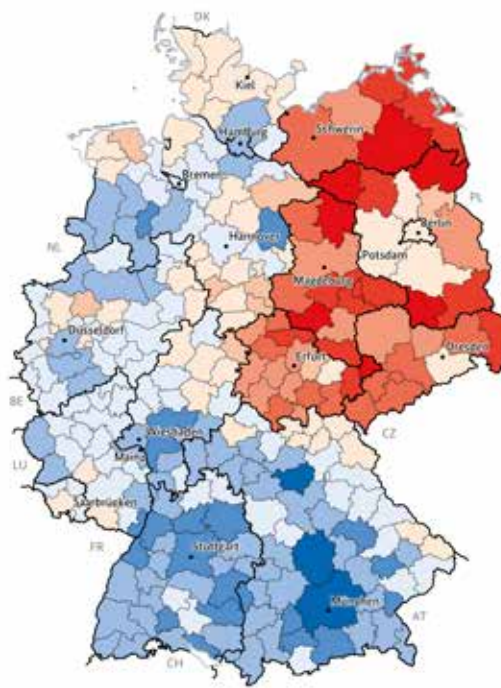 DK
Kiel
Hamburg
Schwerin
Bremen
PL
Berlin
NL
Hannover
Potsdam
Magdeburg
Düsseldorf
Erfurt
Dresden
BE
Wiesbaden
CZ
LU
Mainz
Saarbrücken
FR
Stuttgart
München
AT
CH